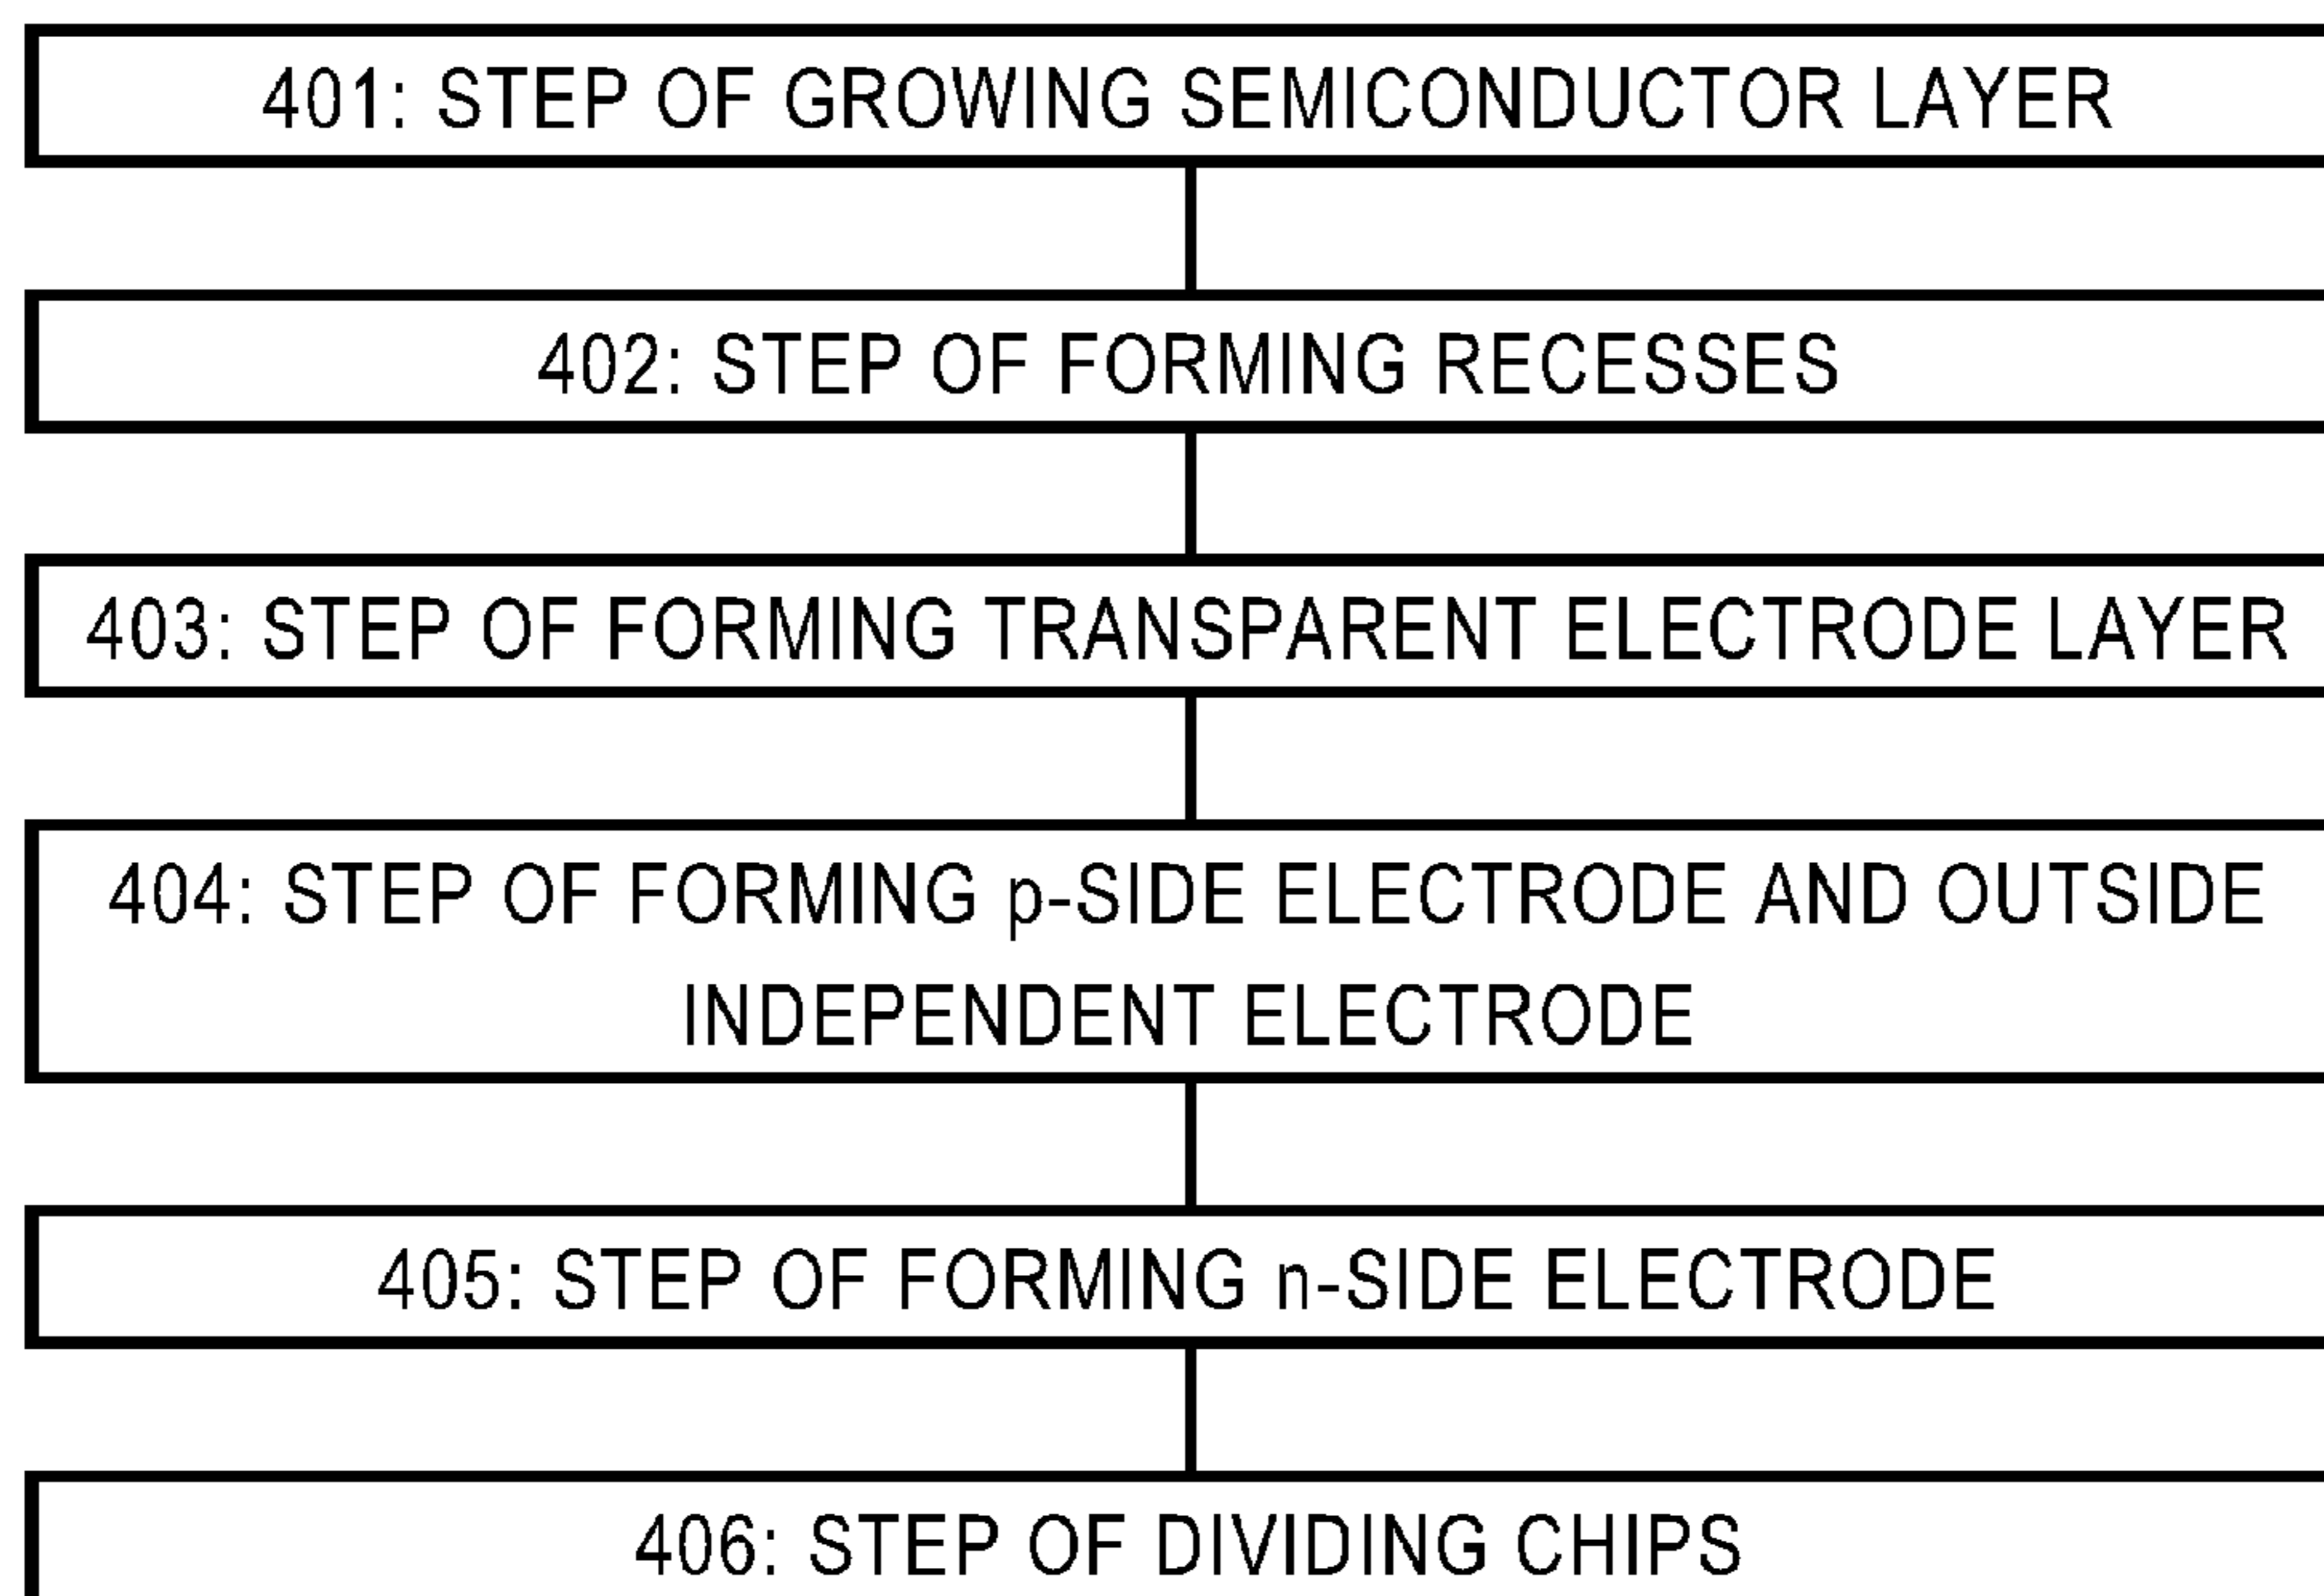 401: STEP OF GROWING SEMICONDUCTOR LAYER
402: STEP OF FORMING RECESSES
403: STEP OF FORMING TRANSPARENT ELECTRODE LAYER
404: STEP OF FORMING p-SIDE ELECTRODE AND OUTSIDE
INDEPENDENT ELECTRODE
405: STEP OF FORMING n-SIDE ELECTRODE
406: STEP OF DIVIDING CHIPS